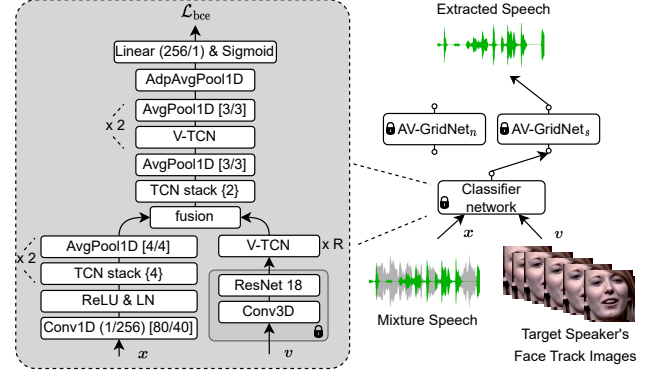 ℒbce
Linear (256/1) & Sigmoid
AdpAvgPool1D
AvgPool1D [3/3]
x 2
V-TCN
AvgPool1D [3/3]
TCN stack {2}
fusion
AvgPool1D [4/4]
x 2
TCN stack {4}
ReLU & LN
Conv1D (1/256) [80/40]
x
V-TCN
x R
ResNet 18
Conv3D
v
Extracted Speech
AV-GridNetn
AV-GridNets
Classifier
network
x
v
Mixture Speech
Target Speaker's
Face Track Images